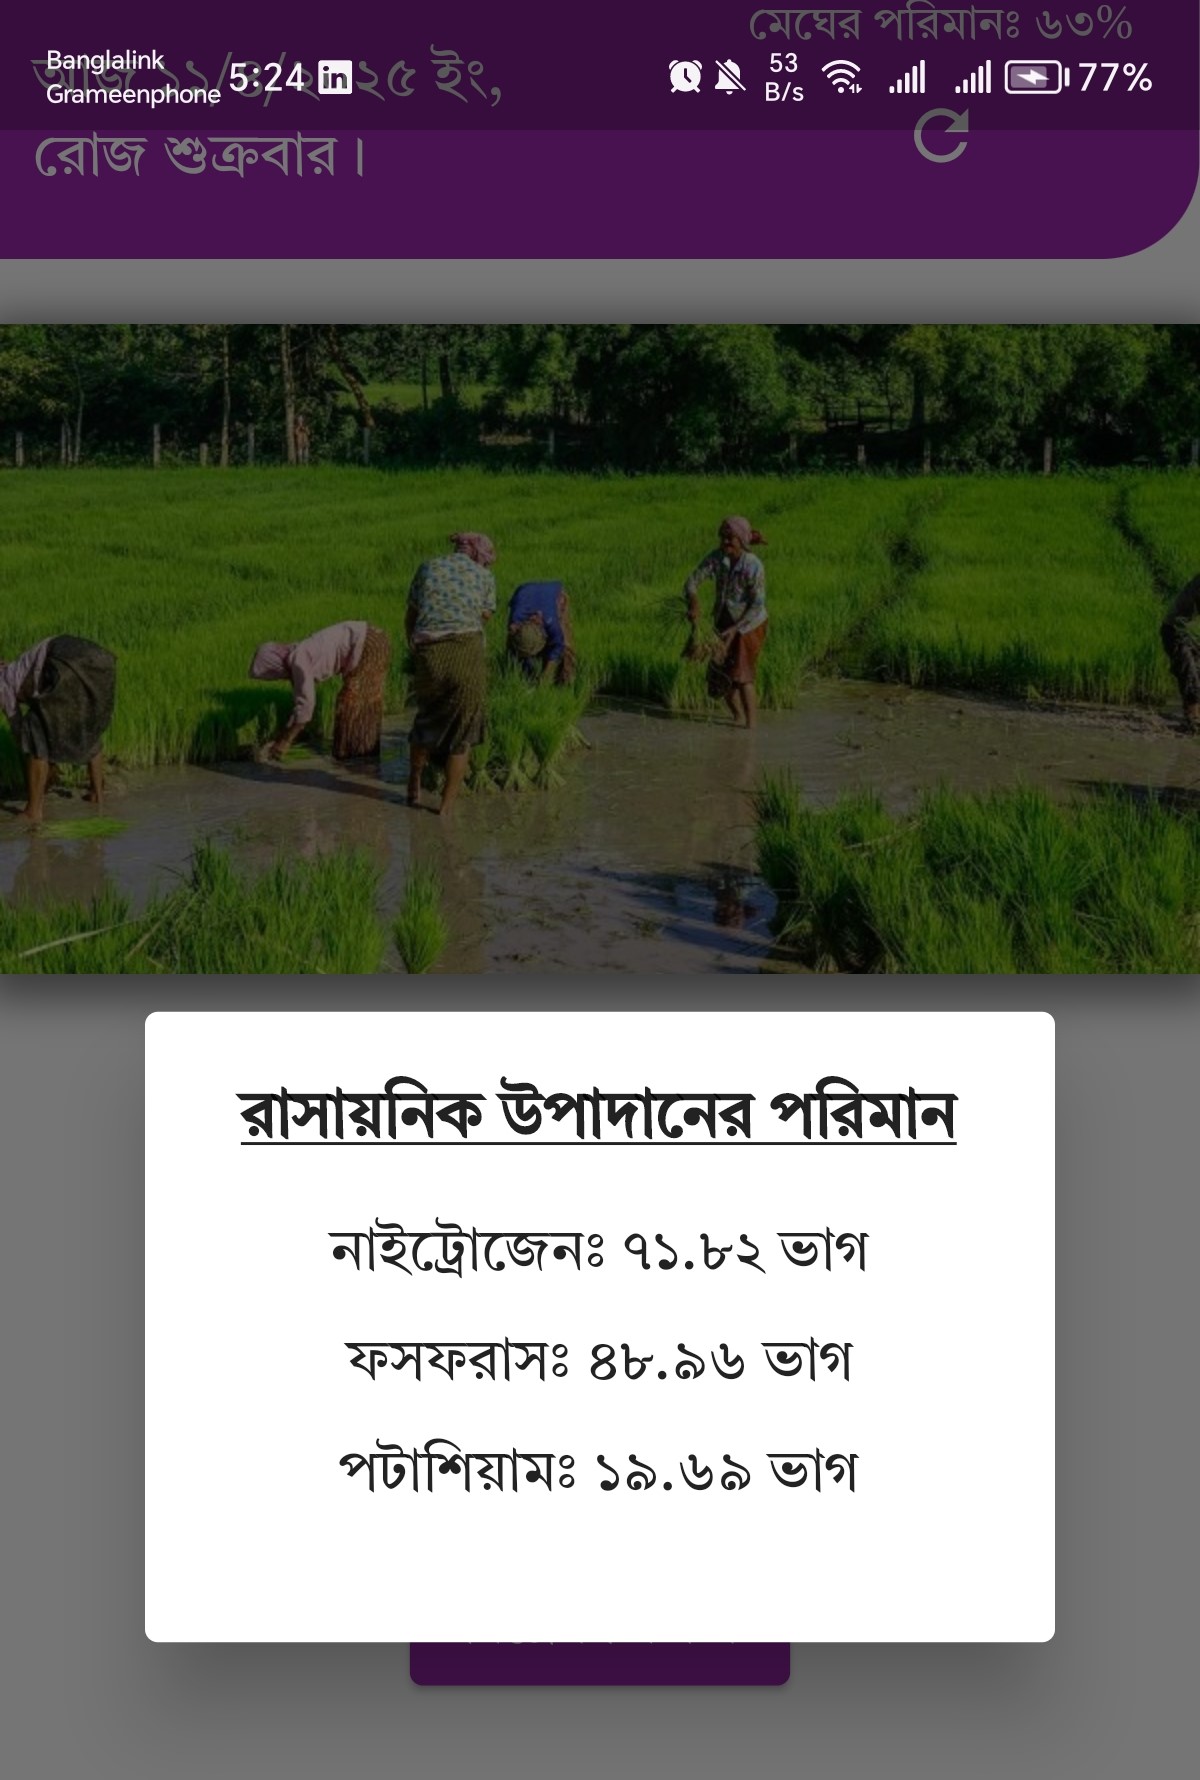 মেঘের পরিমানঃ ৬৩%
Banglalink
Grameenphone
5:24
53
B/s
77%
আজ ১১/৪/২০২৫ ইং,
রোজ শুক্রবার।
রাসায়নিক উপাদানের পরিমান
নাইট্রোজেনঃ ৭১.৮২ ভাগ
ফসফরাসঃ ৪৮.৯৬ ভাগ
পটাশিয়ামঃ ১৯.৬৯ ভাগ